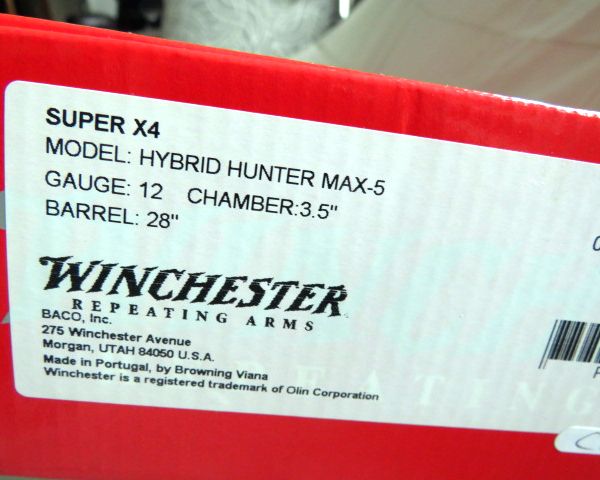 SUPER X4
MODEL: HYBRID HUNTER MAX-5
GAUGE: 12 CHAMBER:3.5"
BARREL: 28"
WINCHESTER
REPEATING ARMS
BACO, Inc.
275 Winchester Avenue
Morgan, UTAH 84050 U.S.A.
Made in Portugal, by Browning Viana
Winchester is a registered trademark of Olin Corporation